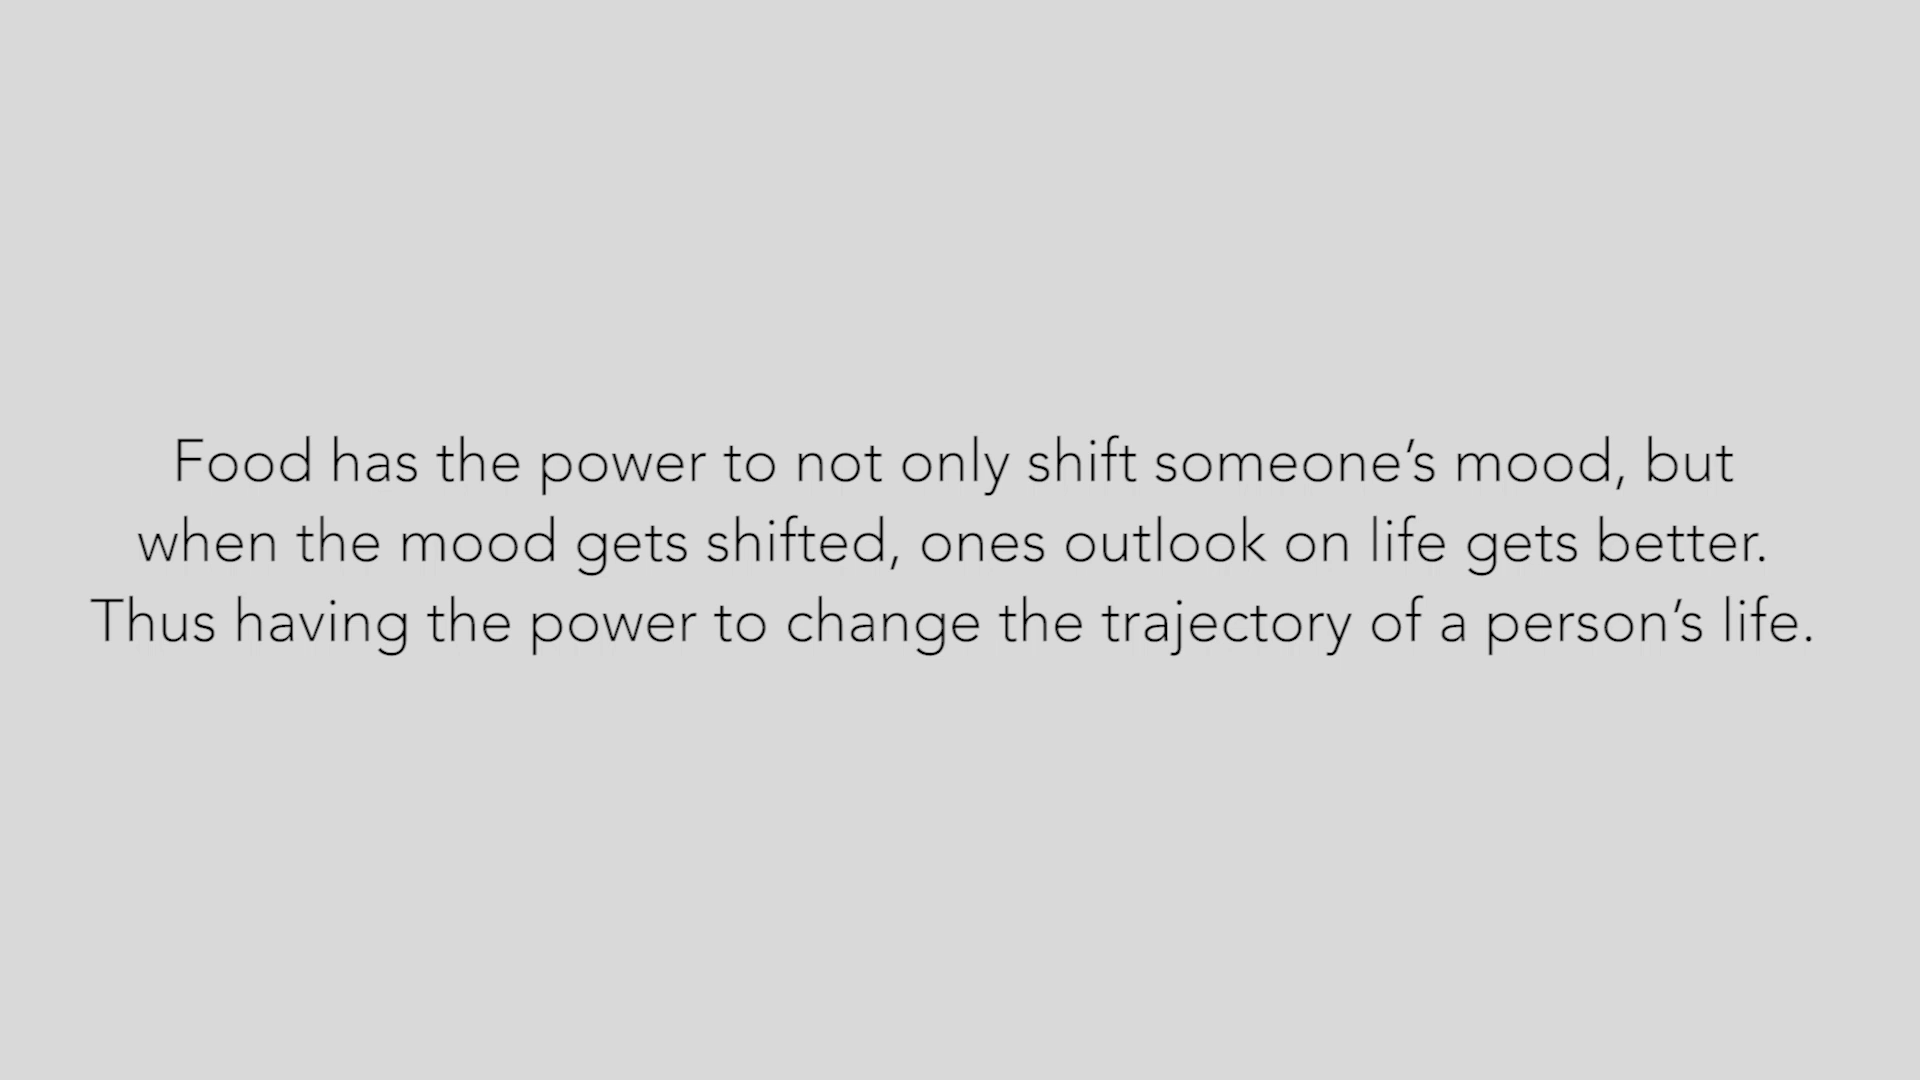 Food has the power to not only shift someone’s mood, but
when the mood gets shifted, ones outlook on life gets better.
Thus having the power to change the trajectory of a person’s life.